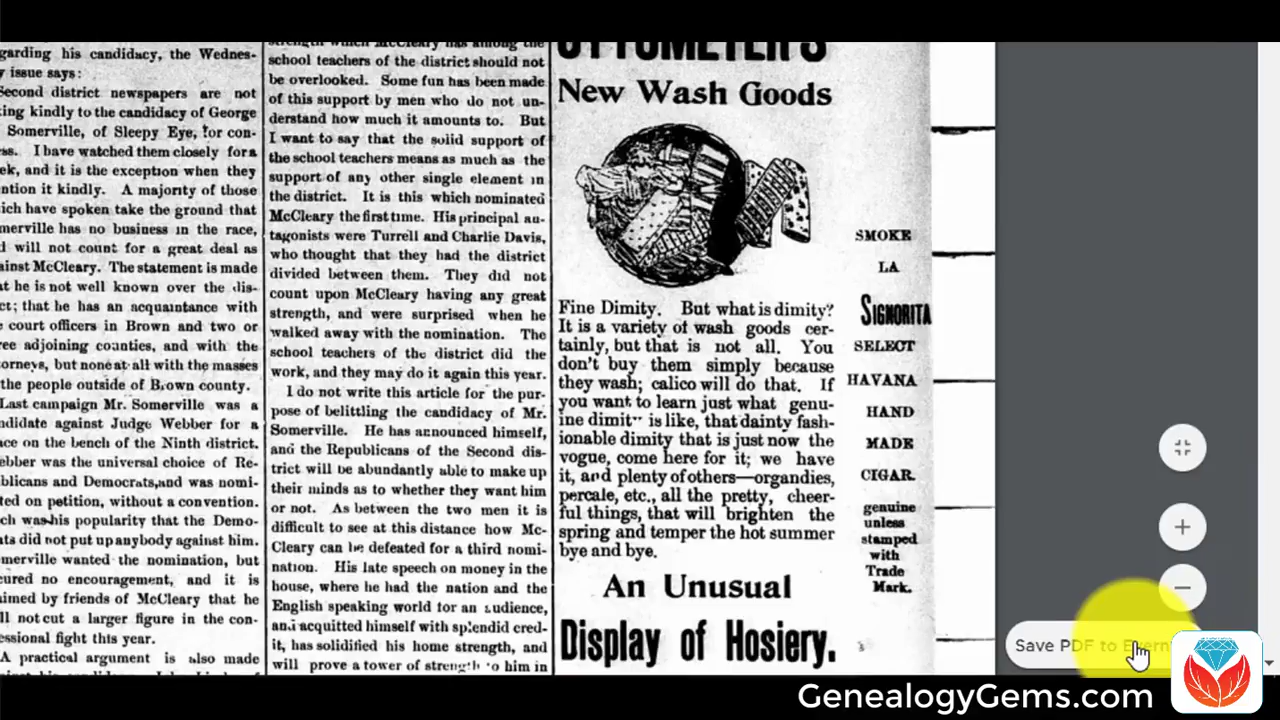 garding his candidacy, the Wednes-
issue says:
Second district newspapers are not
king kindly to the candidacy of George
Somerville, of Sleepy Eye, for con-
I have watched them closely for a
ek, and it is the exception when they
ntion it kindly. A majority of those
ich have spoken take the ground that
merville has no business in the race,
will not count for a great deal as
ainst McCleary. The statement is made
at he is not well known over the dis-
ct; that he has an acquaintance with
court officers in Brown and two or
ree adjoining counties, and with the
torneys, but none at all with the masses
the people outside of Brown county.
Last campaign Mr. Somerville was a
ndidate against Judge Webber for a
ace on the bench of the Ninth district.
ebber was the universal choice of Re-
blicans and Democrats, and was nomi-
ted on petition, without a convention.
ch was his popularity that the Demo-
ats did not put up anybody against him.
merville wanted the nomination, but
cured no encouragement, and it is
aimed by friends of McCleary that he
ll not cut a larger figure in the con-
essional fight this year.
A practical argument is also made
strength which McCleary has among the
school teachers of the district should not
be overlooked. Some fun has been made
of this support by men who do not un-
derstand how much it amounts to. But
I want to say that the solid support of
the school teachers means as much as the
support of any other single element in
the district. It is this which nominated
McCleary the first time. His principal an-
tagonists were Turrell and Charlie Davis,
who thought that they had the district
divided between them. They did not
count upon McCleary having any great
strength, and were surprised when he
walked away with the nomination. The
school teachers of the district did the
work, and they may do it again this year.
I do not write this article for the pur-
pose of belittling the candidacy of Mr.
Somerville. He has announced himself,
and the Republicans of the Second dis-
trict will be abundantly able to make up
their minds as to whether they want him
or not. As between the two men it is
difficult to see at this distance how Mc-
Cleary can be defeated for a third nomi-
nation. His late speech on money in the
house, where he had the nation and the
English speaking world for an audience,
and acquitted himself with splendid cred-
it, has solidified his home strength, and
will prove a tower of strength to him in
OTTOMEYER'S
New Wash Goods
Fine Dimity. But what is dimity?
It is a variety of wash goods cer-
tainly, but that is not all. You
don't buy them simply because
they wash; calico will do that. If
you want to learn just what genu-
ine dimity is like, that dainty fash-
ionable dimity that is just now the
vogue, come here for it; we have
it, and plenty of others—organdies,
percale, etc., all the pretty, cheer-
ful things, that will brighten the
spring and temper the hot summer
bye and bye.
An Unusual
Display of Hosiery.
SMOKE
LA
SIGNORITA
SELECT
HAVANA
HAND
MADE
CIGAR
genuine
unless
stamped
with
Trade
Mark.
Save PDF to Evern
GenealogyGems.com